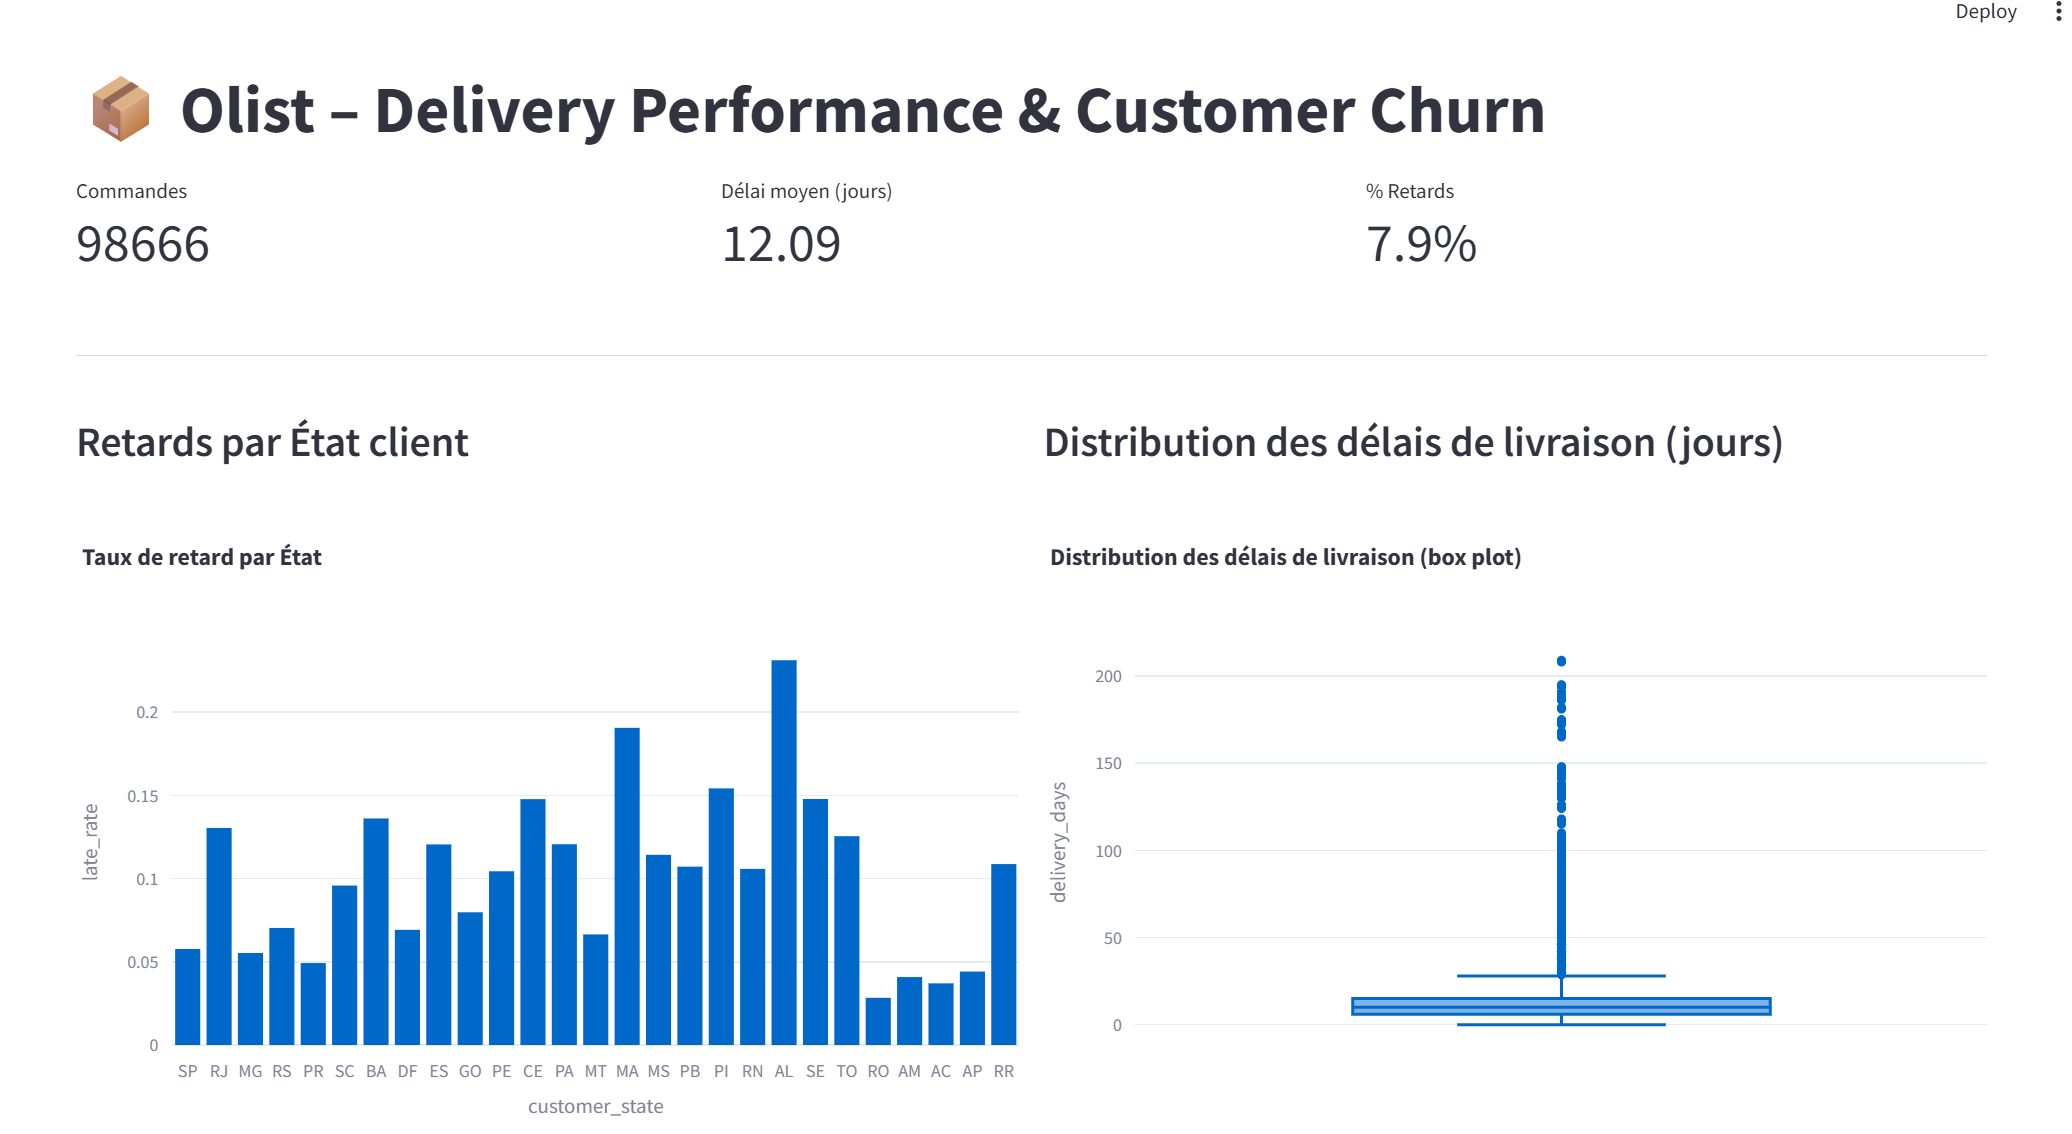 Deploy
Olist – Delivery Performance & Customer Churn
Commandes
98666
Délai moyen (jours)
12.09
% Retards
7.9%
Retards par État client
Taux de retard par État
late_rate
0.2
0.15
0.1
0.05
0
SP RJ MG RS PR SC BA DF ES GO PE CE PA MT MA MS PB PI RN AL SE TO RO AM AC AP RR
customer_state
Distribution des délais de livraison (jours)
Distribution des délais de livraison (box plot)
delivery_days
200
150
100
50
0